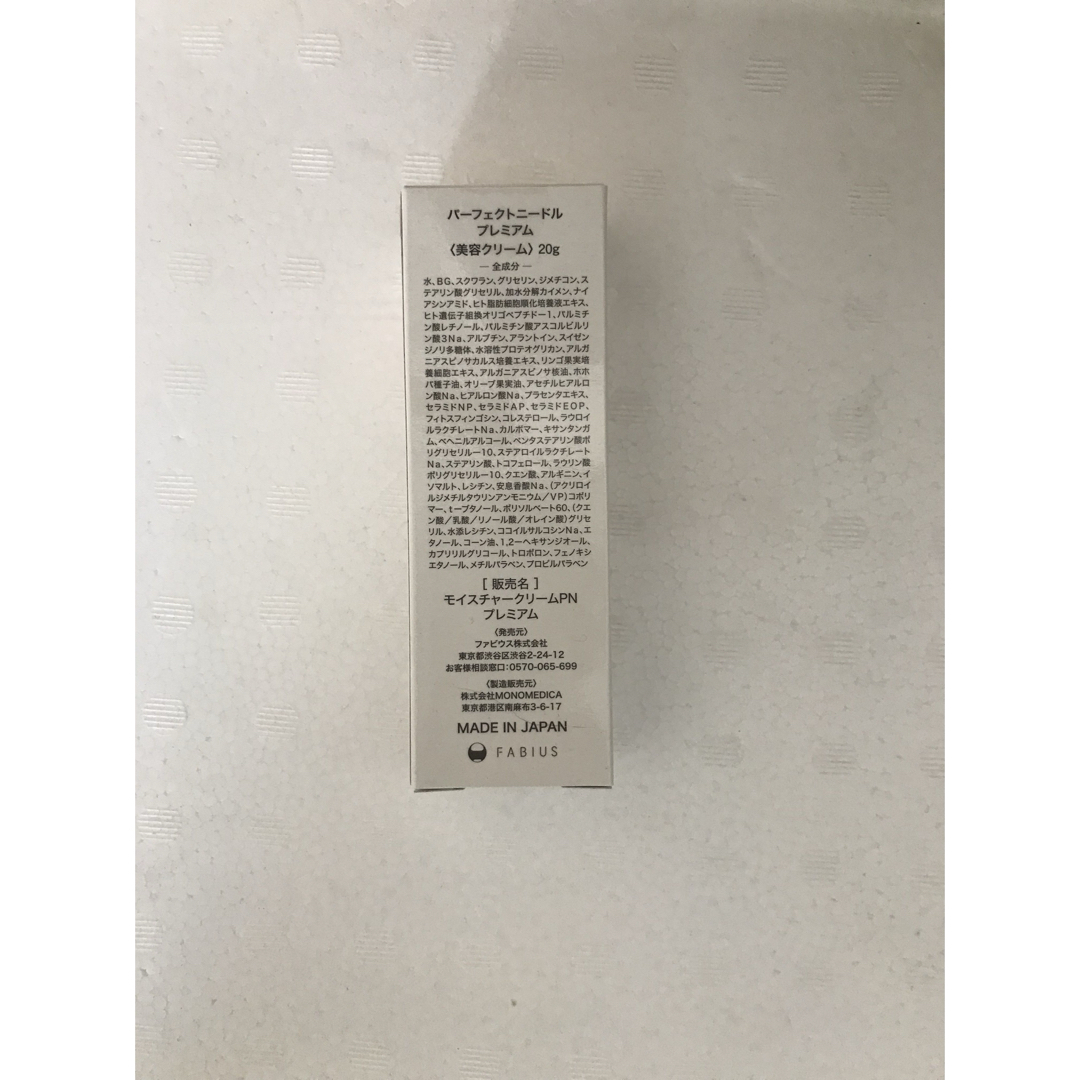 パーフェクトニードル
プレミアム
〈美容クリーム〉20g
― 全成分 ―
水、BG、スクワラン、グリセリン、ジメチコン、ス
テアリン酸グリセリル、加水分解カイメン、ナイ
アシンアミド、ヒト脂肪細胞順化培養液エキス、
ヒト遺伝子組換オリゴペプチドー1、パルミチ
ン酸レチノール、パルミチン酸アスコルビルリ
ン酸3Na、アルブチン、アラントイン、スイゼン
ジノリ多糖体、水溶性プロテオグリカン、アルガ
ニアスピノサカルス培養エキス、リンゴ果実培
養細胞エキス、アルガニアスピノサ核油、ホホ
バ種子油、オリーブ果実油、アセチルヒアルロ
ン酸Na、ヒアルロン酸Na、プラセンタエキス、
セラミドNP、セラミドAP、セラミドEOP、
フィトスフィンゴシン、コレステロール、ラウロイ
ルラクチレートNa、カルボマー、キサンタンガ
ム、ベヘニルアルコール、ペンタステアリン酸ポ
リグリセリルー10、ステアロイルラクチレート
Na、ステアリン酸、トコフェロール、ラウリン酸
ポリグリセリルー10、クエン酸、アルギニン、イ
ソマルト、レシチン、安息香酸Na、(アクリロイ
ルジメチルタウリンアンモニウム/VP)コポリ
マー、t－ブタノール、ポリソルベート60、(クエ
ン酸/乳酸/リノール酸/オレイン酸)グリセ
リル、水添レシチン、ココイルサルコシンNa、エ
タノール、コーン油、1,2－ヘキサンジオール、
カプリリルグリコール、トロポロン、フェノキシ
エタノール、メチルパラベン、プロピルパラベン
[ 販売名 ]
モイスチャークリームPN
プレミアム
〈発売元〉
ファビウス株式会社
東京都渋谷区渋谷2-24-12
お客様相談窓口:0570-065-699
〈製造販売元〉
株式会社MONOMEDICA
東京都港区南麻布3-6-17
MADE IN JAPAN
FABIUS